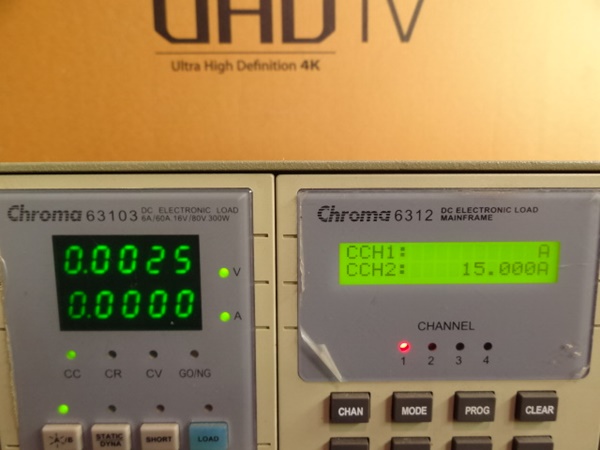 UHD TV
Ultra High Definition 4K
Chroma 63103 DC ELECTRONIC LOAD
6A/60A 16V/80V 300W
0.0025 V
0.0000 A
CC CR CV GO/NG
STATIC
DYNA
SHORT
LOAD
Chroma 6312 DC ELECTRONIC LOAD
MAINFRAME
CCH1: A
CCH2: 15.000A
CHANNEL
1 2 3 4
CHAN MODE PROG CLEAR